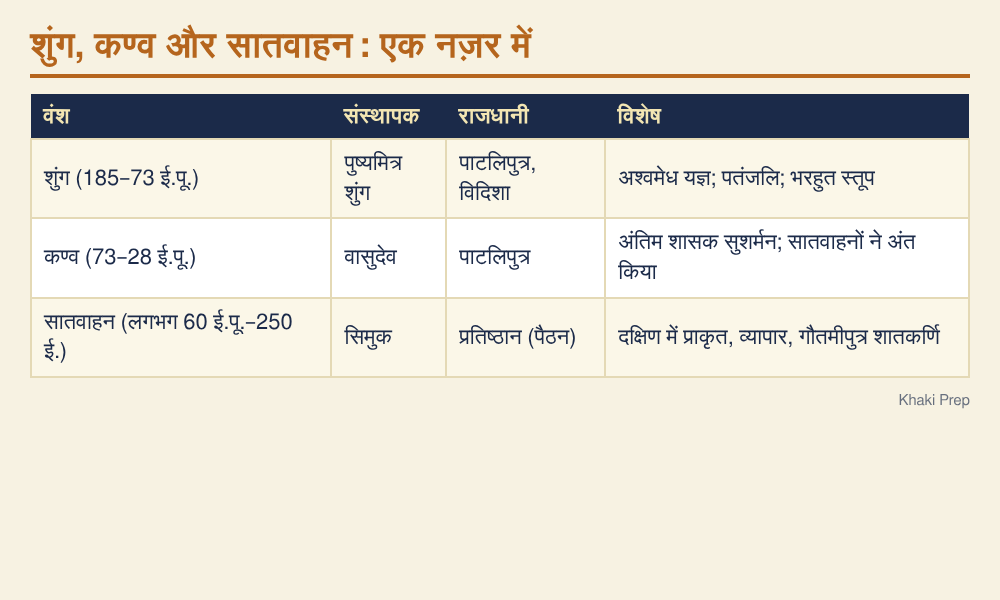 शुंग, कण्व और सातवाहन : एक नज़र में
वंश संस्थापक राजधानी विशेष
शुंग (185–73 ई.पू.) पुष्यमित्र शुंग पाटलिपुत्र, विदिशा अश्वमेध यज्ञ; पतंजलि; भरहुत स्तूप
कण्व (73–28 ई.पू.) वासुदेव पाटलिपुत्र अंतिम शासक सुशर्मन; सातवाहनों ने अंत किया
सातवाहन (लगभग 60 ई.पू.–250 ई.) सिमुक प्रतिष्ठान (पैठन) दक्षिण में प्राकृत, व्यापार, गौतमीपुत्र शातकर्णि
Khaki Prep